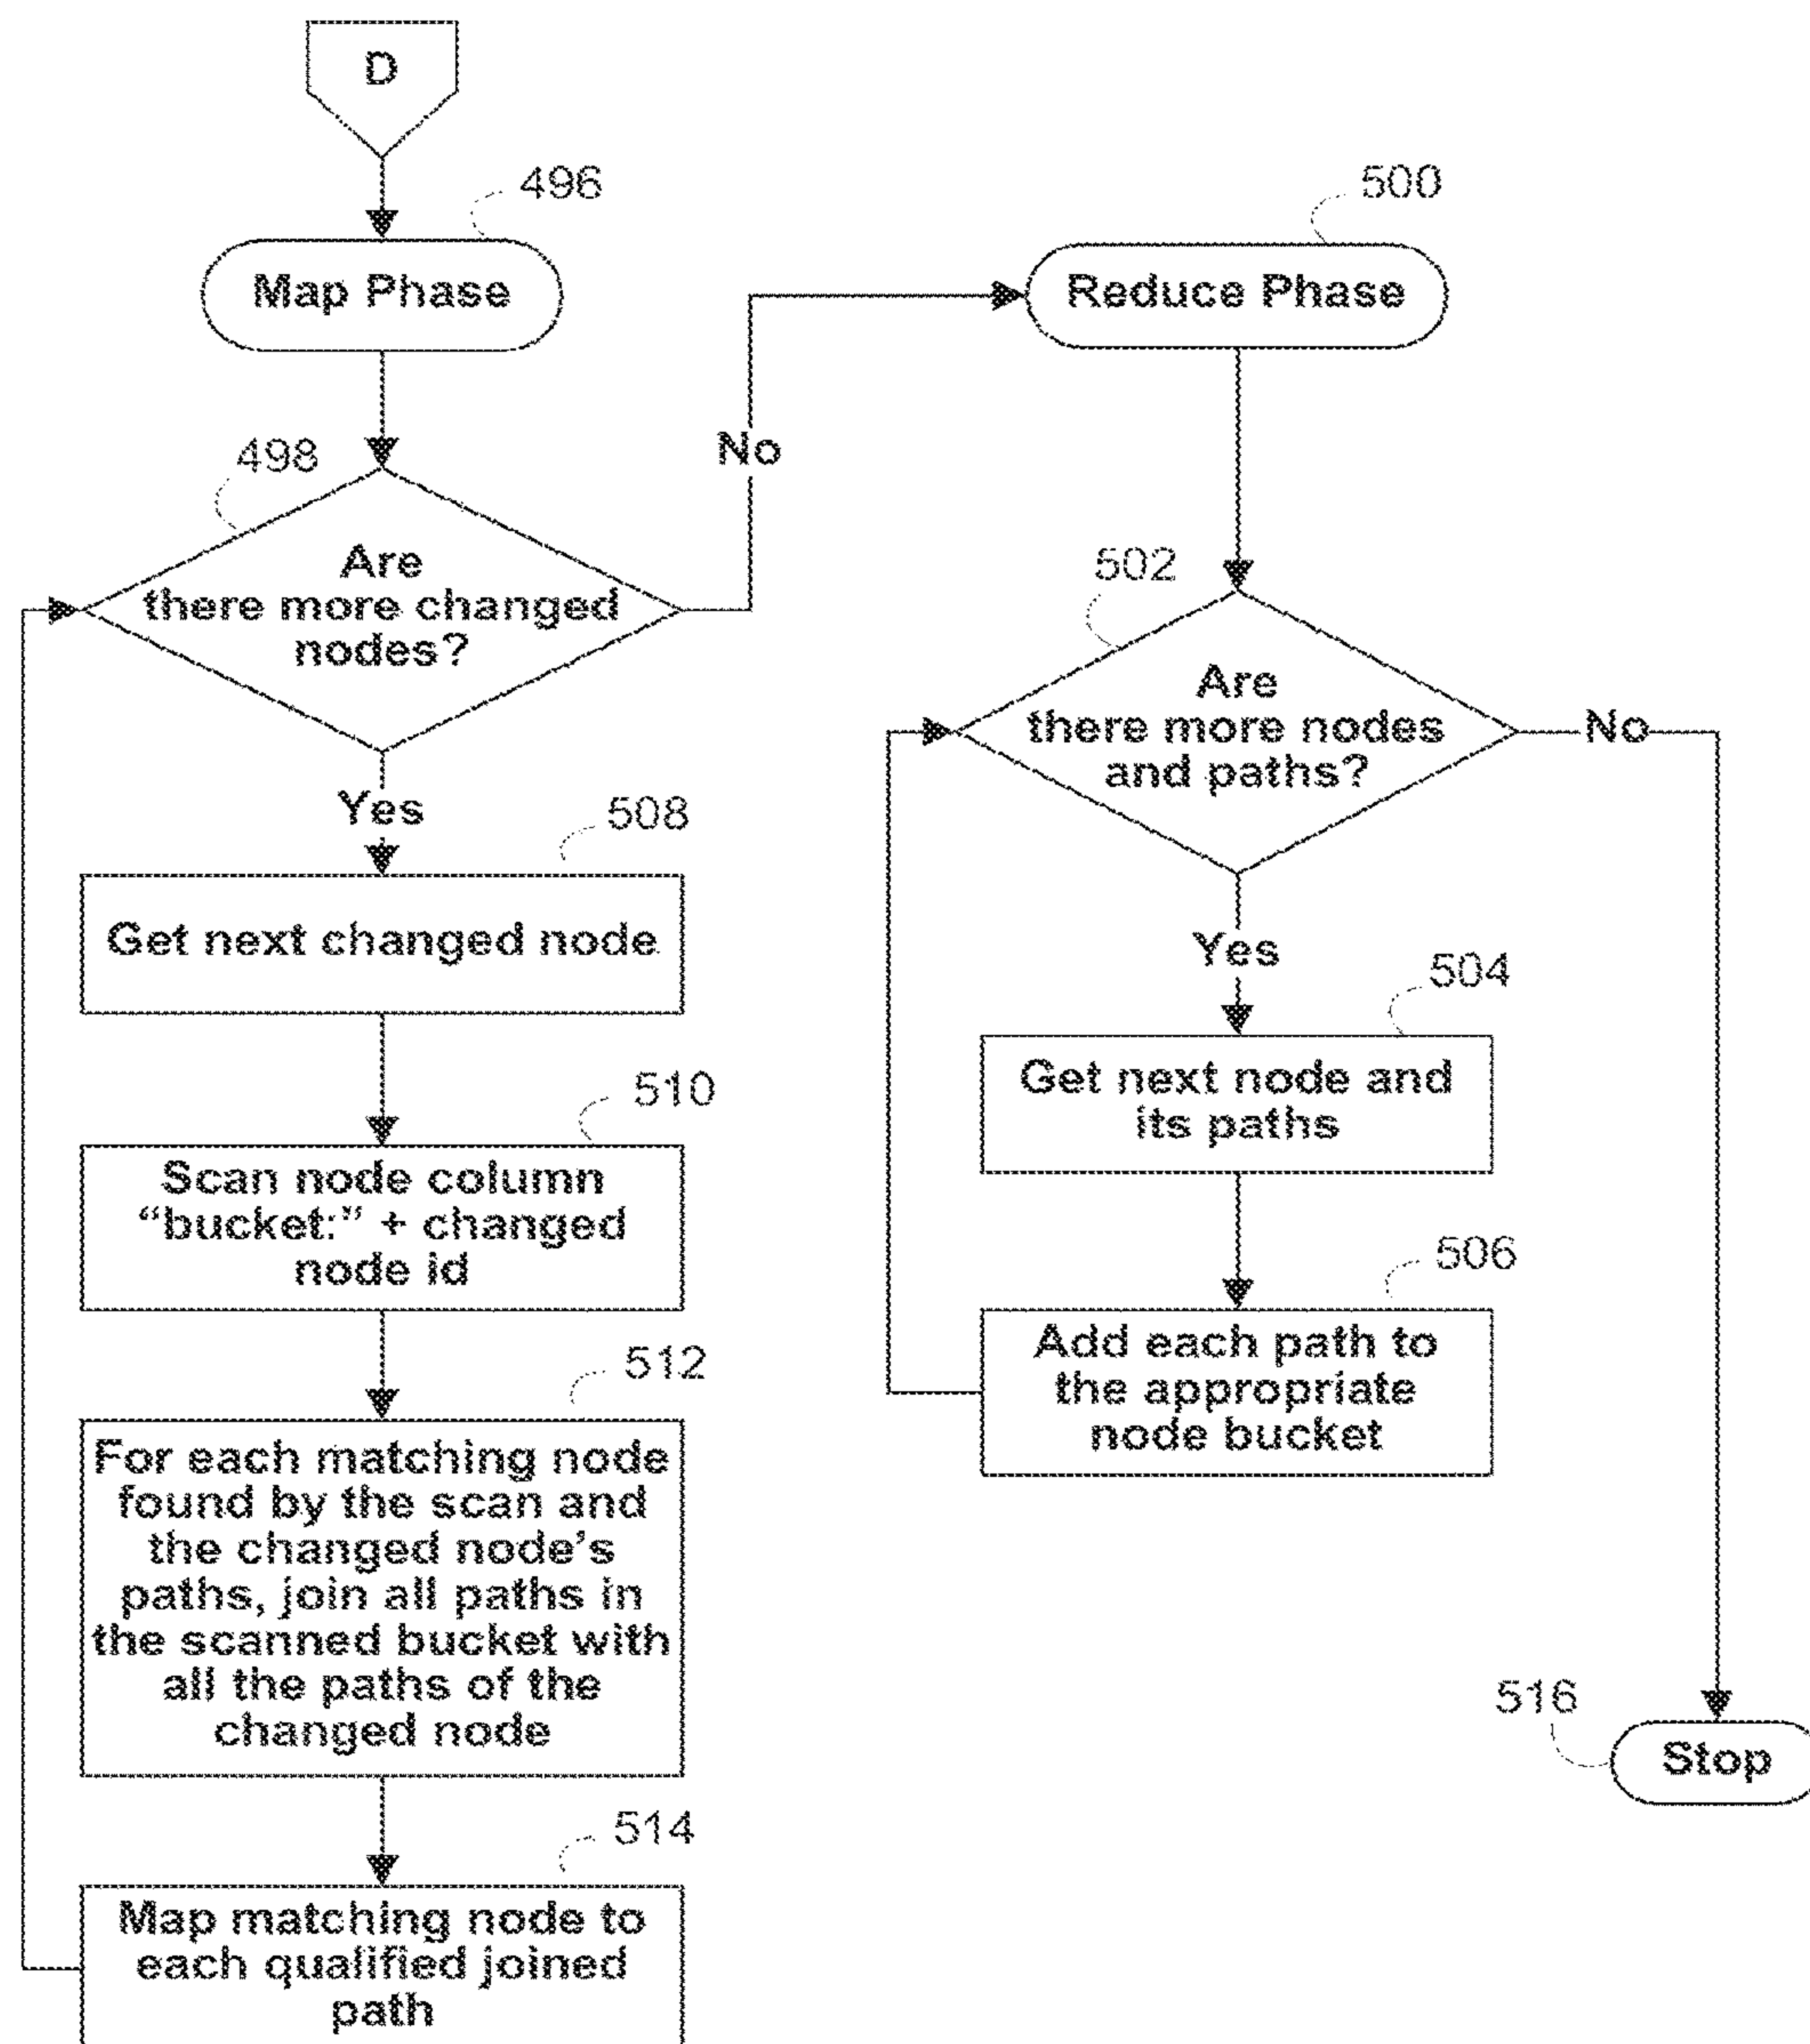 D
496
Map Phase
498
Are
there more changed
nodes?
No
Yes
508
Get next changed node
510
Scan node column
“bucket:” + changed
node id
512
For each matching node
found by the scan and
the changed node’s
paths, join all paths in
the scanned bucket with
all the paths of the
changed node
514
Map matching node to
each qualified joined
path
500
Reduce Phase
502
Are
there more nodes
and paths?
No
Yes
504
Get next node and
its paths
506
Add each path to
the appropriate
node bucket
516
Stop